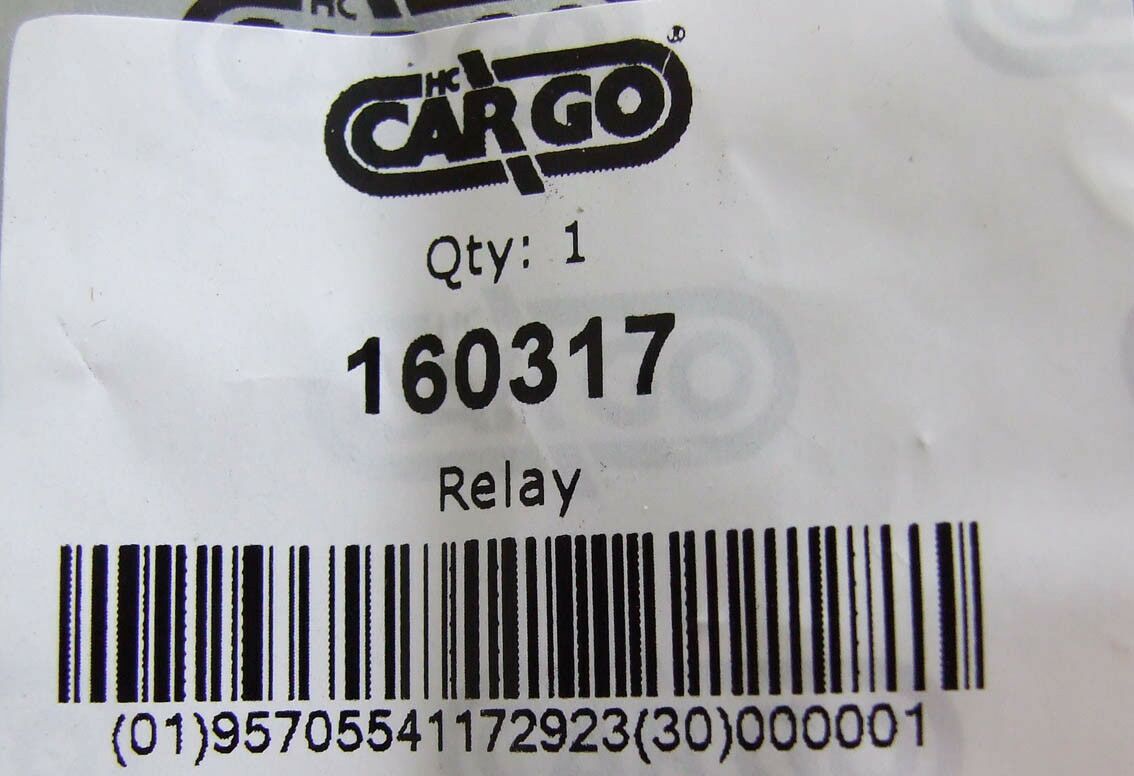 HC
CARGO®
Qty: 1
160317
Relay
(01)95705541172923(30)000001